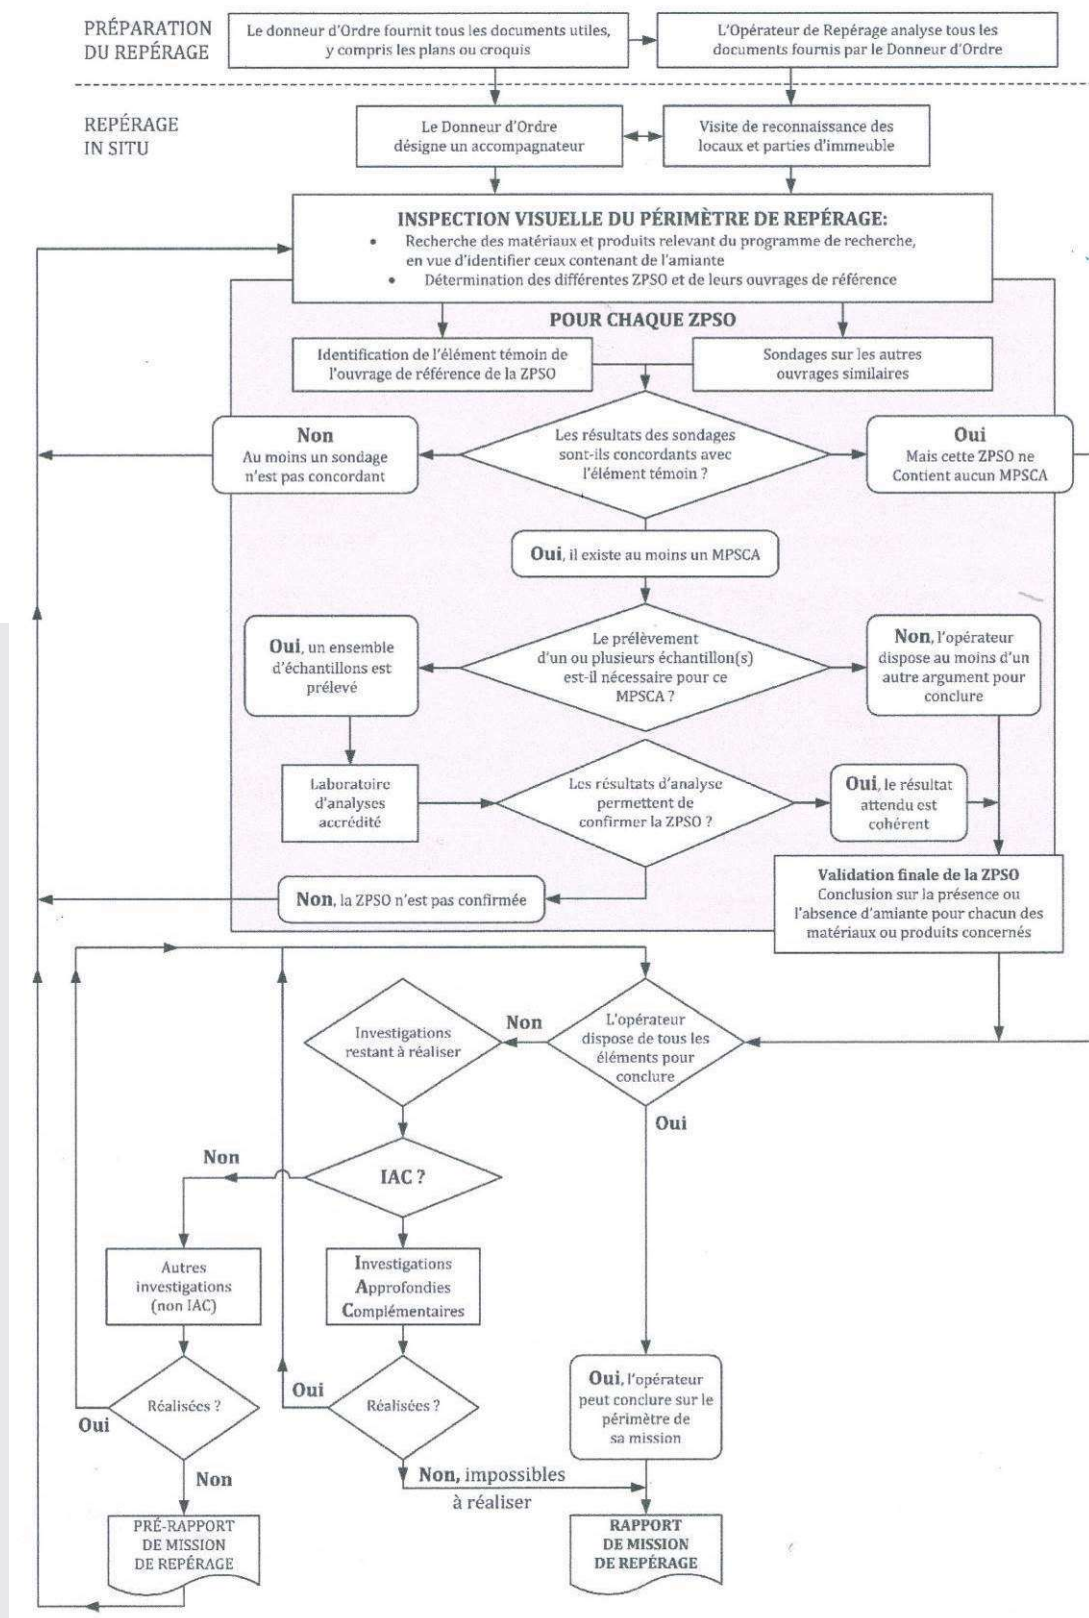 PRÉPARATION
DU REPÉRAGE
Le donneur d'Ordre fournit tous les documents utiles,
y compris les plans ou croquis
L'Opérateur de Repérage analyse tous les
documents fournis par le Donneur d'Ordre
REPÉRAGE
IN SITU
Le Donneur d'Ordre
désigne un accompagnateur
Visite de reconnaissance des
locaux et parties d'immeuble
INSPECTION VISUELLE DU PÉRIMÈTRE DE REPÉRAGE:
• Recherche des matériaux et produits relevant du programme de recherche,
en vue d'identifier ceux contenant de l'amiante
• Détermination des différentes ZPSO et de leurs ouvrages de référence
POUR CHAQUE ZPSO
Identification de l'élément témoin de
l'ouvrage de référence de la ZPSO
Sondages sur les autres
ouvrages similaires
Non
Au moins un sondage
n'est pas concordant
Les résultats des sondages
sont-ils concordants avec
l'élément témoin ?
Oui
Mais cette ZPSO ne
Contient aucun MPSCA
Oui, il existe au moins un MPSCA
Oui, un ensemble
d'échantillons est
prélevé
Le prélèvement
d'un ou plusieurs échantillon(s)
est-il nécessaire pour ce
MPSCA ?
Non, l'opérateur
dispose au moins d'un
autre argument pour
conclure
Laboratoire
d'analyses
accrédité
Les résultats d'analyse
permettent de
confirmer la ZPSO ?
Oui, le résultat
attendu est
cohérent
Non, la ZPSO n'est pas confirmée
Validation finale de la ZPSO
Conclusion sur la présence ou
l'absence d'amiante pour chacun des
matériaux ou produits concernés
Investigations
restant à réaliser
Non
L'opérateur
dispose de tous les
éléments pour
conclure
Oui
Non
IAC ?
Autres
investigations
(non IAC)
Investigations
Approfondies
Complémentaires
Réalisées ?
Oui
Non
Réalisées ?
Oui
Non, impossibles
à réaliser
Oui, l'opérateur
peut conclure sur le
périmètre de
sa mission
PRÉ-RAPPORT
DE MISSION
DE REPÉRAGE
RAPPORT
DE MISSION
DE REPÉRAGE